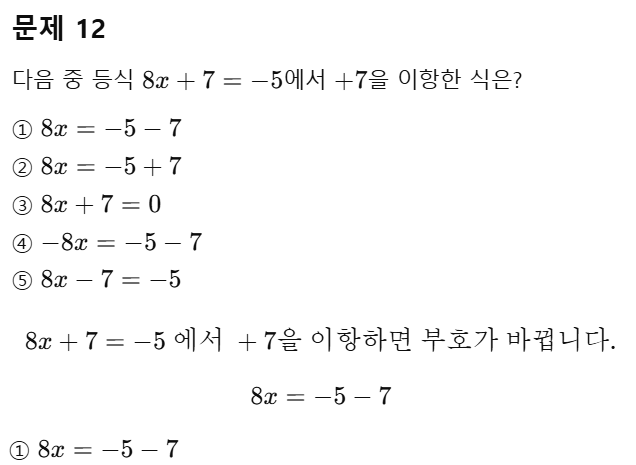 문제 12
다음 중 등식 8x + 7 = −5에서 +7을 이항한 식은?
① 8x = −5 − 7
② 8x = −5 + 7
③ 8x + 7 = 0
④ −8x = −5 − 7
⑤ 8x − 7 = −5
8x + 7 = −5 에서 + 7을 이항하면 부호가 바뀝니다.
8x = −5 − 7
① 8x = −5 − 7